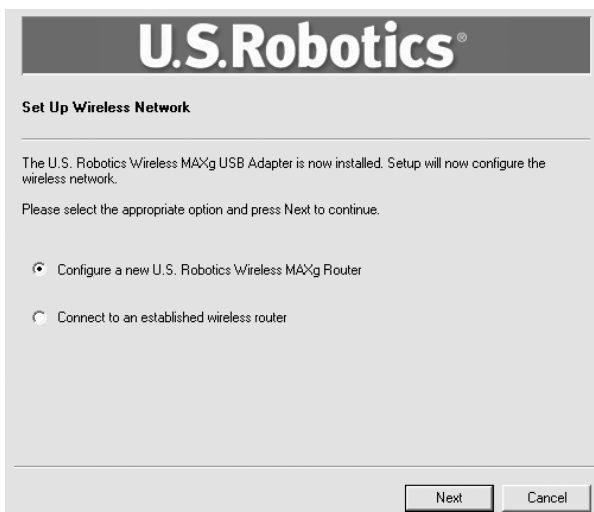 U.S.Robotics®
Set Up Wireless Network
The U.S. Robotics Wireless MAXg USB Adapter is now installed. Setup will now configure the
wireless network.
Please select the appropriate option and press Next to continue.
Configure a new U.S. Robotics Wireless MAXg Router
Connect to an established wireless router
Next Cancel